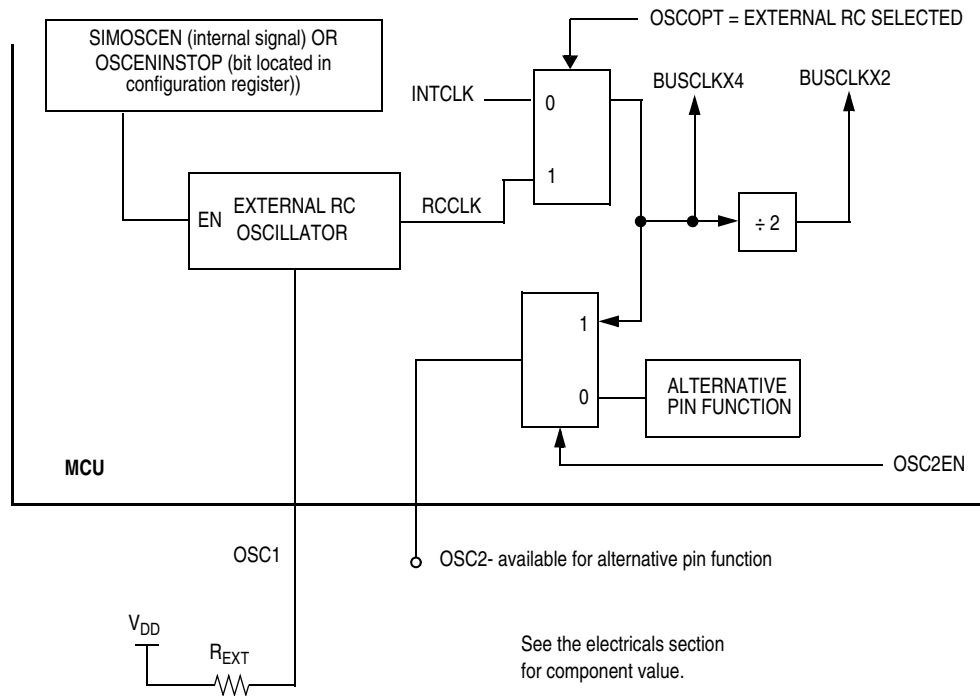 OSCOPT = EXTERNAL RC SELECTED
SIMOSCEN (internal signal) OR
OSCENINSTOP (bit located in
configuration register))
INTCLK
0
1
BUSCLKX4
BUSCLKX2
EN
EXTERNAL RC
OSCILLATOR
RCCLK
÷ 2
1
0
ALTERNATIVE
PIN FUNCTION
MCU
OSC2EN
OSC1
OSC2- available for alternative pin function
VDD
REXT
See the electricals section
for component value.